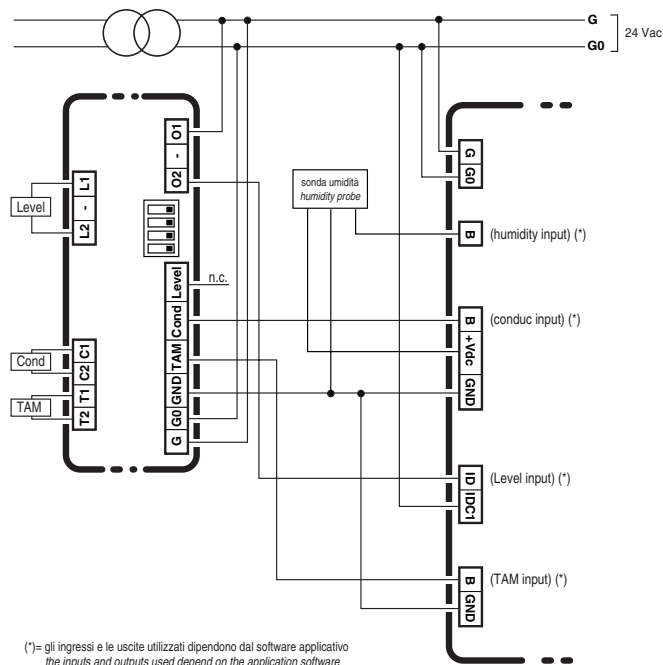 G
G0
24 Vac
O1
-
O2
L1
-
L2
Level
sonda umidità
humidity probe
G
G0
B
(humidity input) (*)
n.c.
Level
Cond
TAM
GND
G0
G
B
+Vdc
GND
(conduc input) (*)
Cond
TAM
C1
C2
T1
T2
ID
IDC1
(Level input) (*)
B
GND
(TAM input) (*)
(*)= gli ingressi e le uscite utilizzati dipendono dal software applicativo
the inputs and outputs used depend on the application software